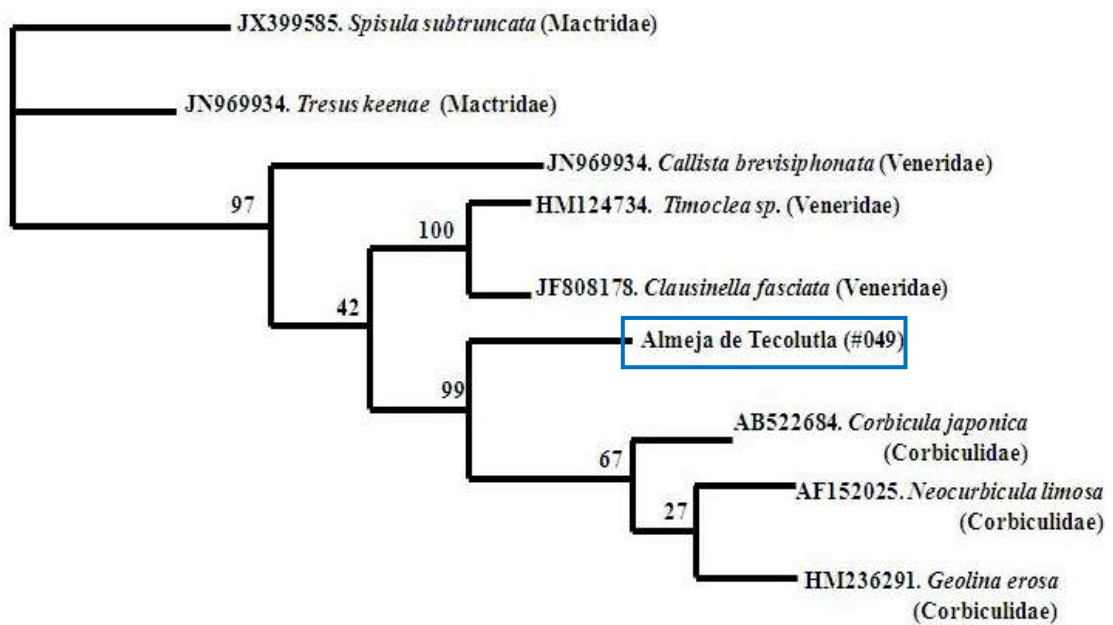 JX399585. Spisula subtruncata (Mactridae)
JN969934. Tresus keenae (Mactridae)
JN969934. Callista brevisiphonata (Veneridae)
97
HM124734. Timoclea sp. (Veneridae)
100
JF808178. Clausinella fasciata (Veneridae)
42
Almeja de Tecolutla (#049)
99
AB522684. Corbicula japonica
(Corbiculidae)
67
AF152025. Neocurbicula limosa
(Corbiculidae)
27
HM236291. Geolina erosa
(Corbiculidae)